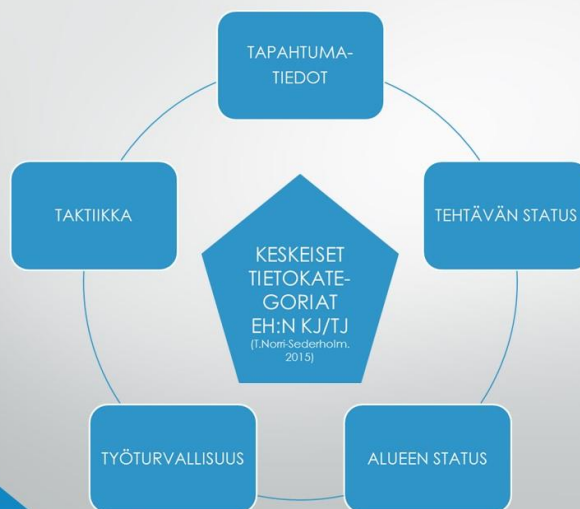 TAPAHTUMA-
TIEDOT
TAKTIIKKA
TEHTÄVÄN STATUS
KESKEISET
TIETOKATE-
GORIAT
EH:N KJ/TJ
(T.Norri-Sederholm.
2015)
TYÖTURVALLISUUS
ALUEEN STATUS